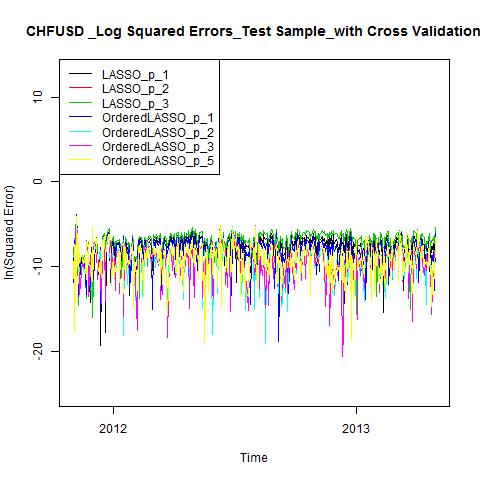 CHFUSD _Log Squared Errors_Test Sample_with Cross Validation
LASSO_p_1
LASSO_p_2
LASSO_p_3
OrderedLASSO_p_1
OrderedLASSO_p_2
OrderedLASSO_p_3
OrderedLASSO_p_5
ln(Squared Error)
10
0
-10
-20
2012
2013
Time